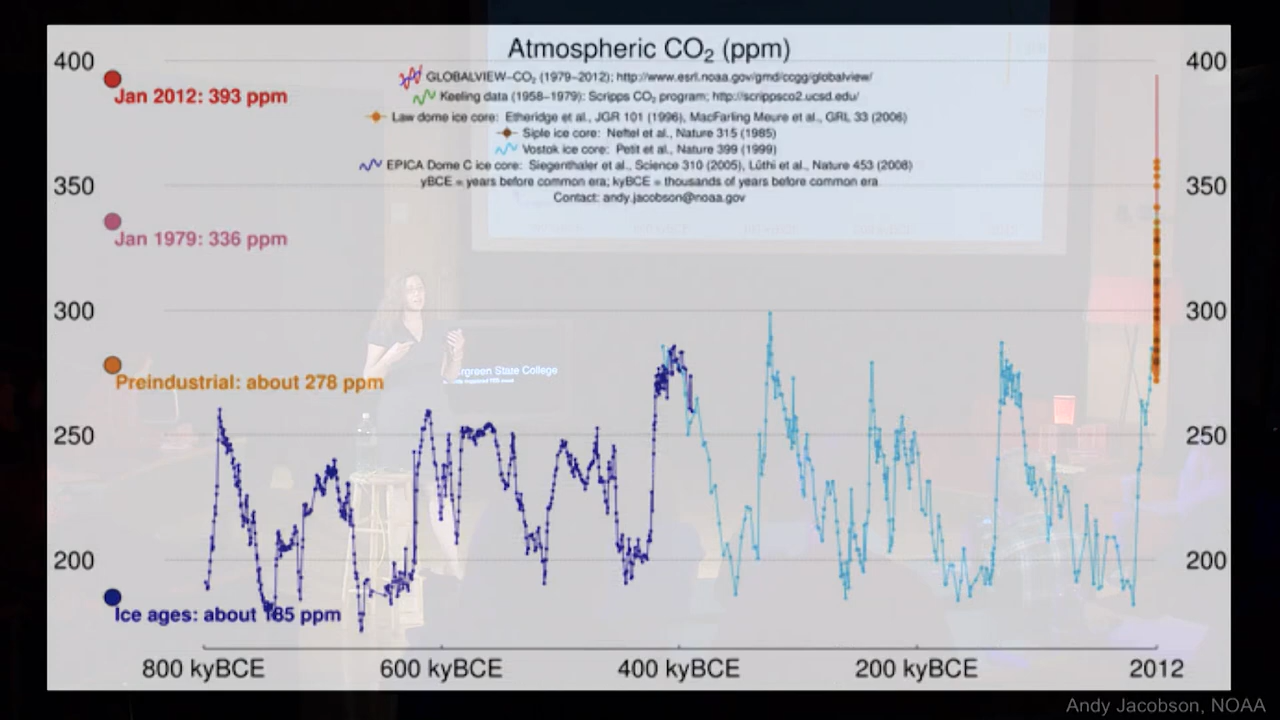 Atmospheric CO₂ (ppm)
GLOBALVIEW–CO₂ (1979–2012); http://www.esrl.noaa.gov/gmd/ccgg/globalview/
Keeling data (1958–1979): Scripps CO₂ program; http://scrippsco2.ucsd.edu/
Law dome ice core: Etheridge et al., JGR 101 (1996), MacFarling Meure et al., GRL 33 (2006)
Siple ice core: Neftel et al., Nature 315 (1985)
Vostok ice core: Petit et al., Nature 399 (1999)
EPICA Dome C ice core: Siegenthaler et al., Science 310 (2005), Lüthi et al., Nature 453 (2008)
yBCE = years before common era; kyBCE = thousands of years before common era
Contact: andy.jacobson@noaa.gov
400 400
Jan 2012: 393 ppm
350 350
Jan 1979: 336 ppm
300 300
Preindustrial: about 278 ppm
State College
250 250
200 200
Ice ages: about 185 ppm
800 kyBCE 600 kyBCE 400 kyBCE 200 kyBCE 2012
Andy Jacobson, NOAA